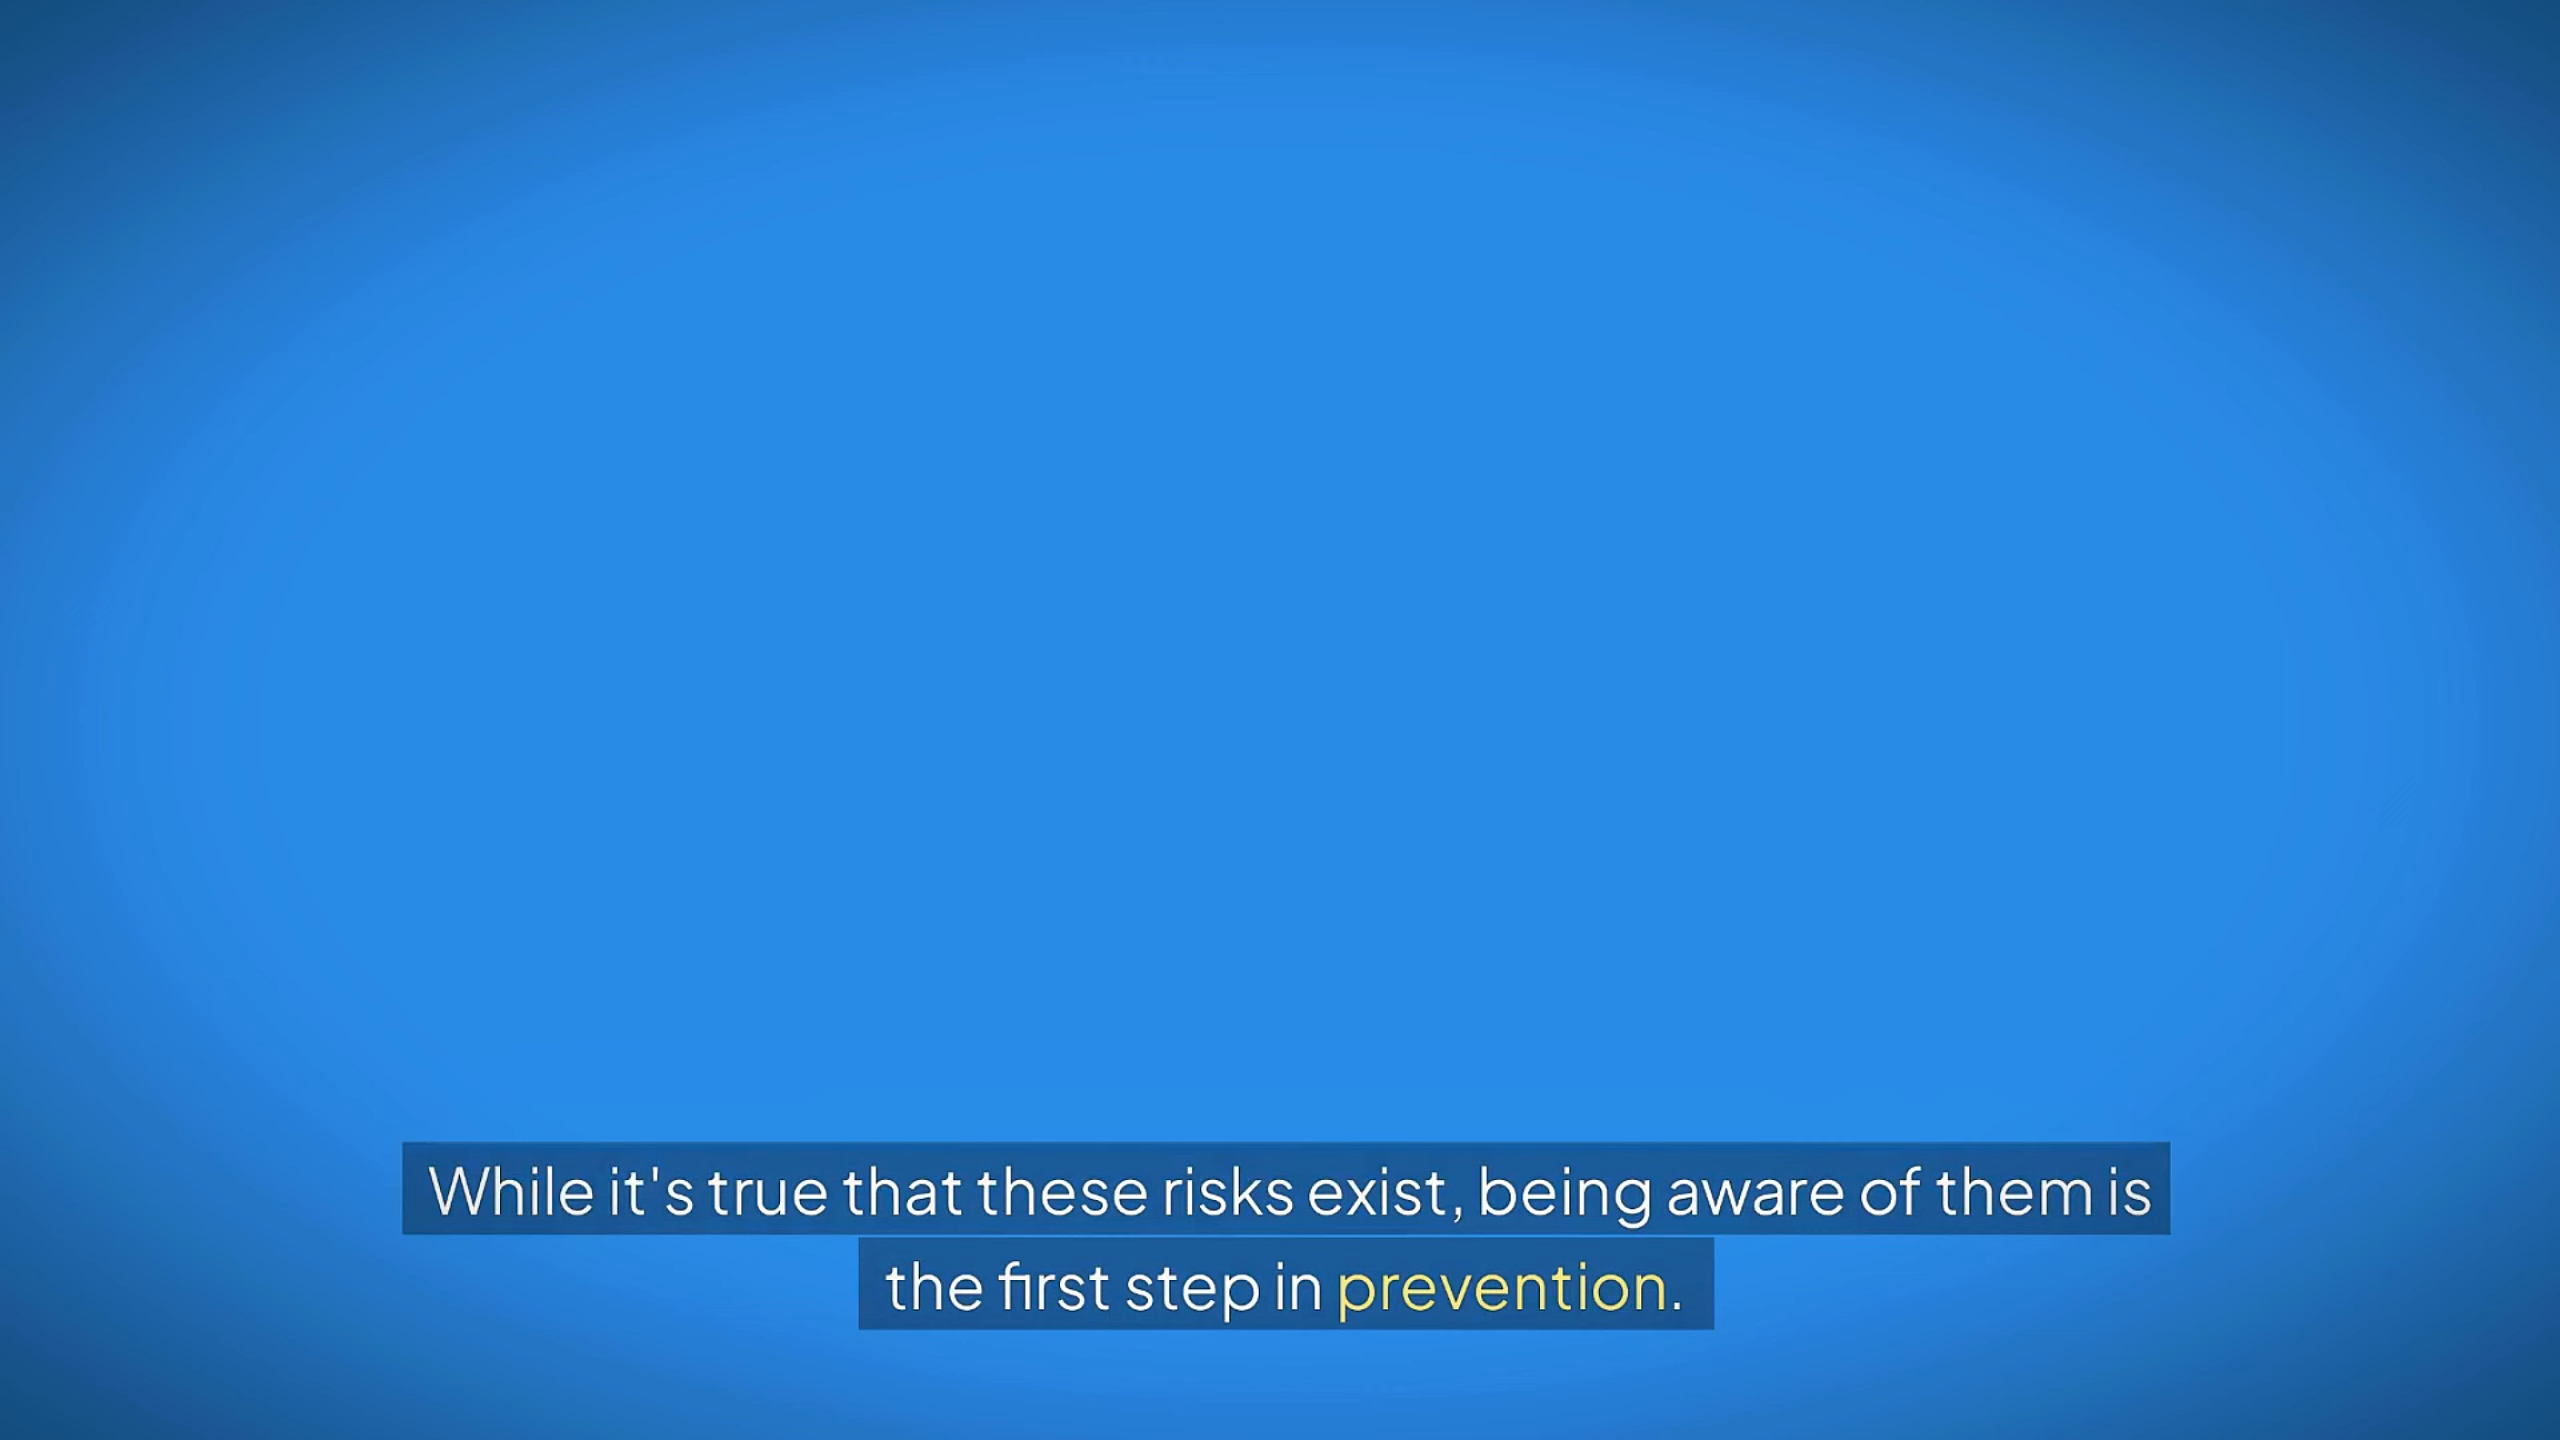 While it's true that these risks exist, being aware of them is
the first step in prevention.